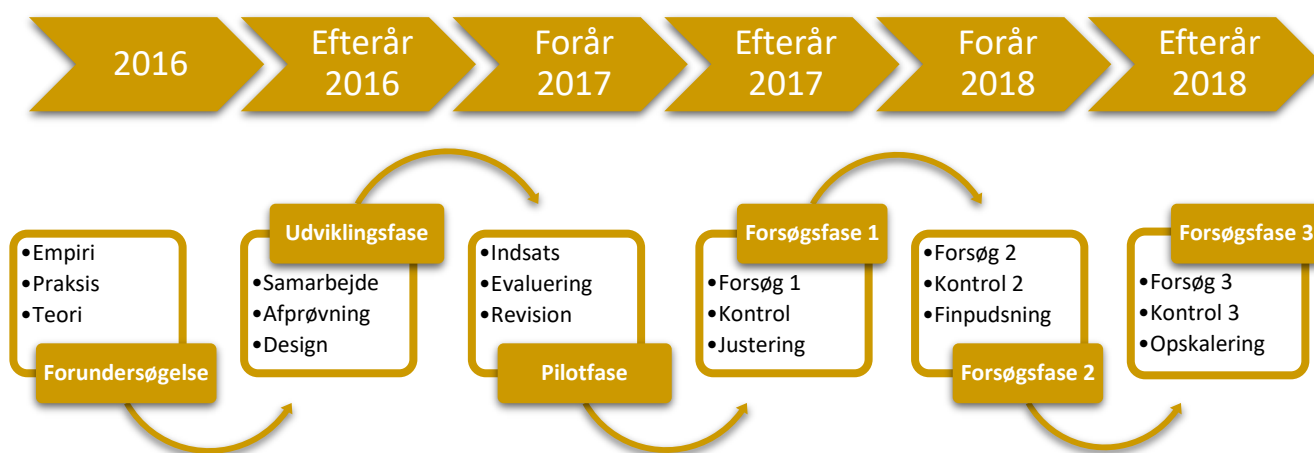 2016
Efterår
2016
Forår
2017
Efterår
2017
Forår
2018
Efterår
2018
•Empiri
•Praksis
•Teori
Forundersøgelse
Udviklingsfase
•Samarbejde
•Afprøvning
•Design
•Indsats
•Evaluering
•Revision
Pilotfase
Forsøgsfase 1
•Forsøg 1
•Kontrol
•Justering
•Forsøg 2
•Kontrol 2
•Finpudsning
Forsøgsfase 2
Forsøgsfase 3
•Forsøg 3
•Kontrol 3
•Opskalering